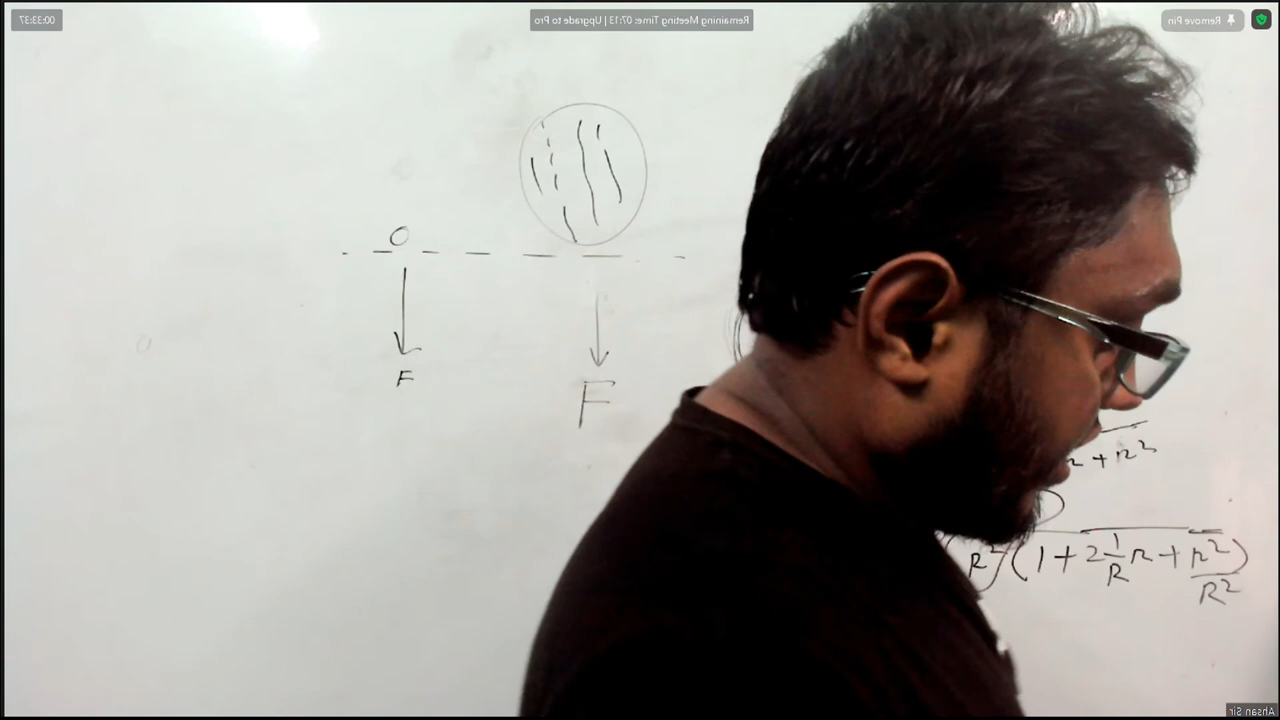 00:33:37
Remaining Meeting Time: 07:13 | Upgrade to Pro
Remove Pin
O
F
F
r + r²
R² (1 + 2 1/R r + r²/R²)
Ahsan Sir